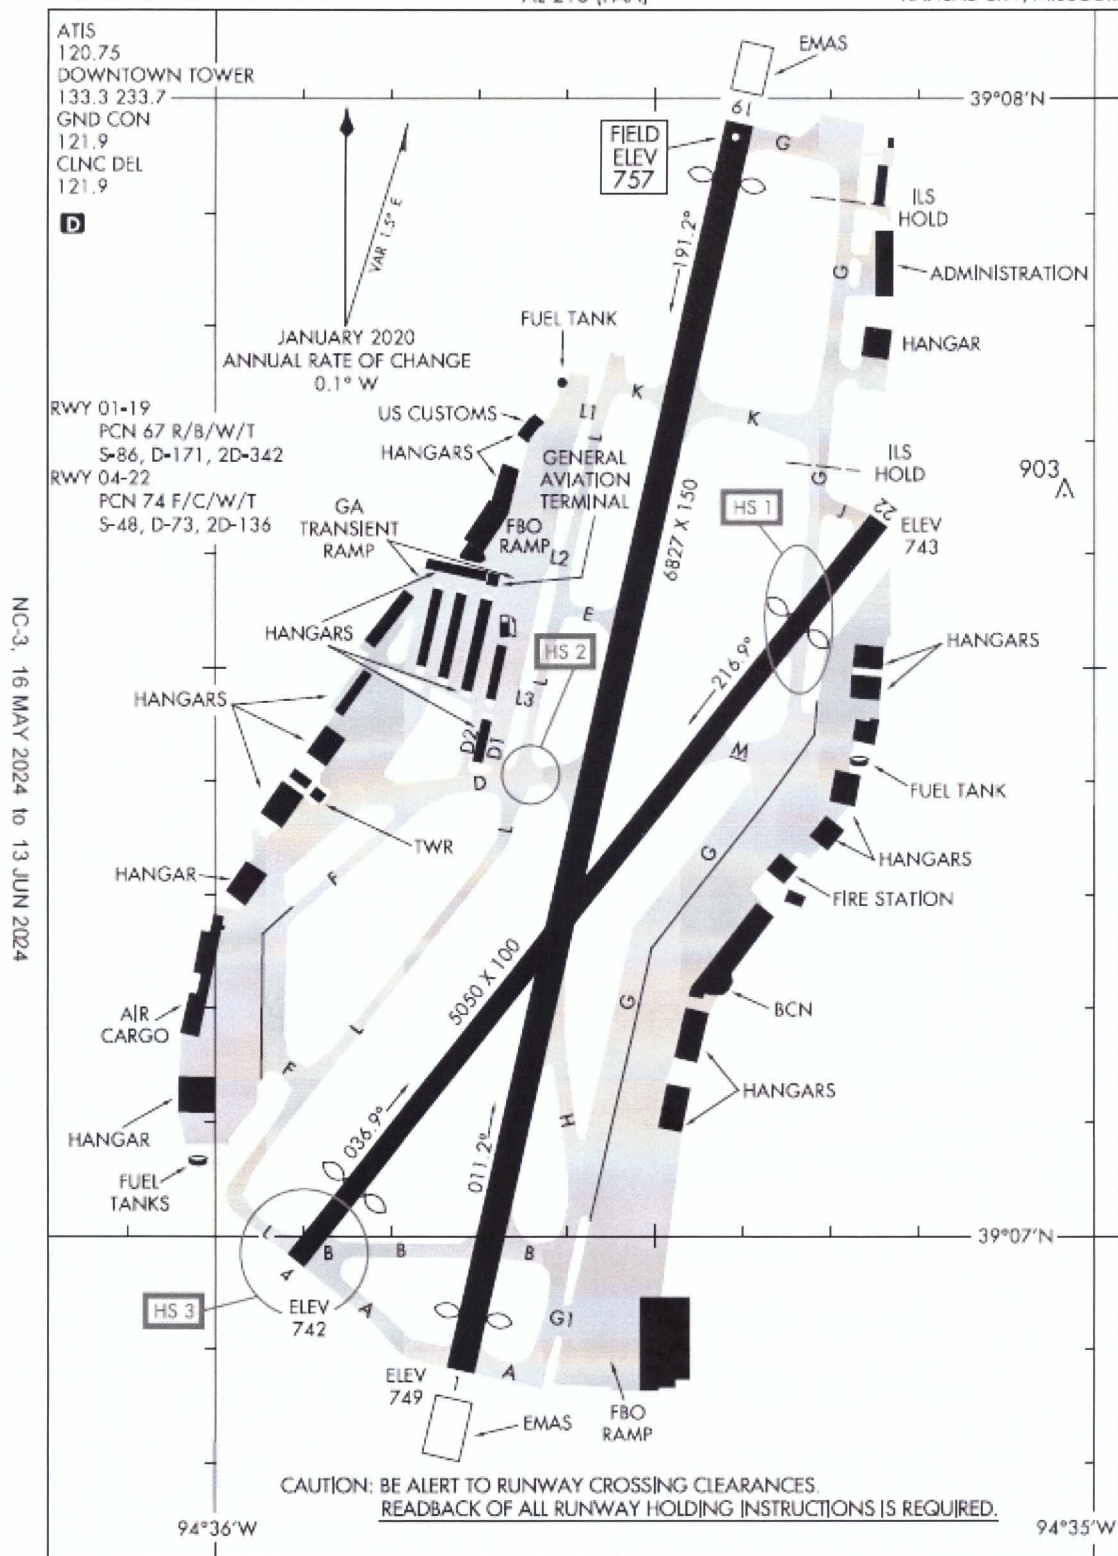 ATIS
120.75
DOWNTOWN TOWER
133.3 233.7
GND CON
121.9
CLNC DEL
121.9
D
EMAS
39°08'N
19
G
FIELD
ELEV
757
ILS
HOLD
VAR 1.5° E
191.2°
G
ADMINISTRATION
JANUARY 2020
ANNUAL RATE OF CHANGE
0.1° W
FUEL TANK
HANGAR
RWY 01-19
PCN 67 R/B/W/T
S-86, D-171, 2D-342
RWY 04-22
PCN 74 F/C/W/T
S-48, D-73, 2D-136
US CUSTOMS
HANGARS
L1
L
K
K
GENERAL
AVIATION
TERMINAL
ILS
HOLD
G
903
GA
TRANSIENT
RAMP
FBO
RAMP
6827 X 150
HS 1
J
22
ELEV
743
L2
E
HANGARS
HS 2
HANGARS
216.9°
L
L3
HANGARS
D2
D1
D
M
FUEL TANK
TWR
L
G
HANGARS
HANGAR
F
FIRE STATION
5050 X 100
AIR
CARGO
L
G
BCN
F
HANGARS
HANGAR
036.9°
011.2°
H
FUEL
TANKS
39°07'N
L
B
B
B
4
HS 3
ELEV
742
A
G1
ELEV
749
1
A
EMAS
FBO
RAMP
CAUTION: BE ALERT TO RUNWAY CROSSING CLEARANCES.
READBACK OF ALL RUNWAY HOLDING INSTRUCTIONS IS REQUIRED.
94°36'W
94°35'W
NC-3, 16 MAY 2024 to 13 JUN 2024